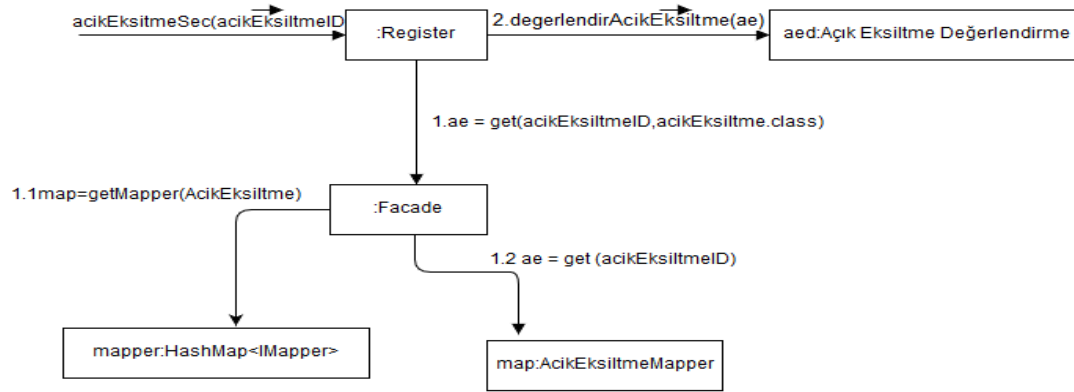 acikEksitmeSec(acikEksiltmeID
:Register
2.degerlendirAcikEksiltme(ae)
aed:Açık Eksiltme Değerlendirme
1.ae = get(acikEksiltmeID,acikEksiltme.class)
1.1map=getMapper(AcikEksiltme)
:Facade
1.2 ae = get (acikEksiltmeID)
mapper:HashMap<IMapper>
map:AcikEksiltmeMapper